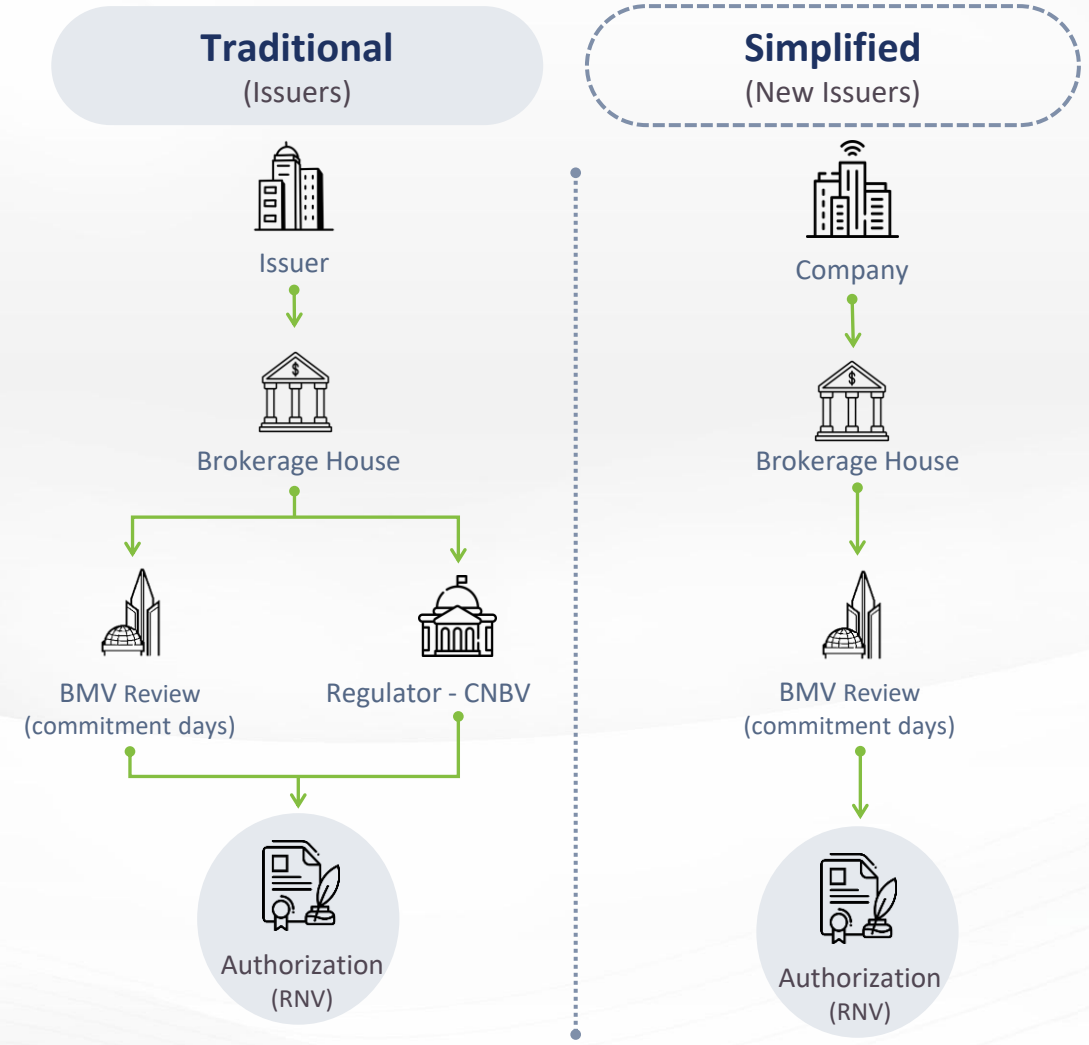 Traditional
(Issuers)
Issuer
Brokerage House
BMV Review
(commitment days)
Regulator - CNBV
Authorization
(RNV)
Simplified
(New Issuers)
Company
Brokerage House
BMV Review
(commitment days)
Authorization
(RNV)